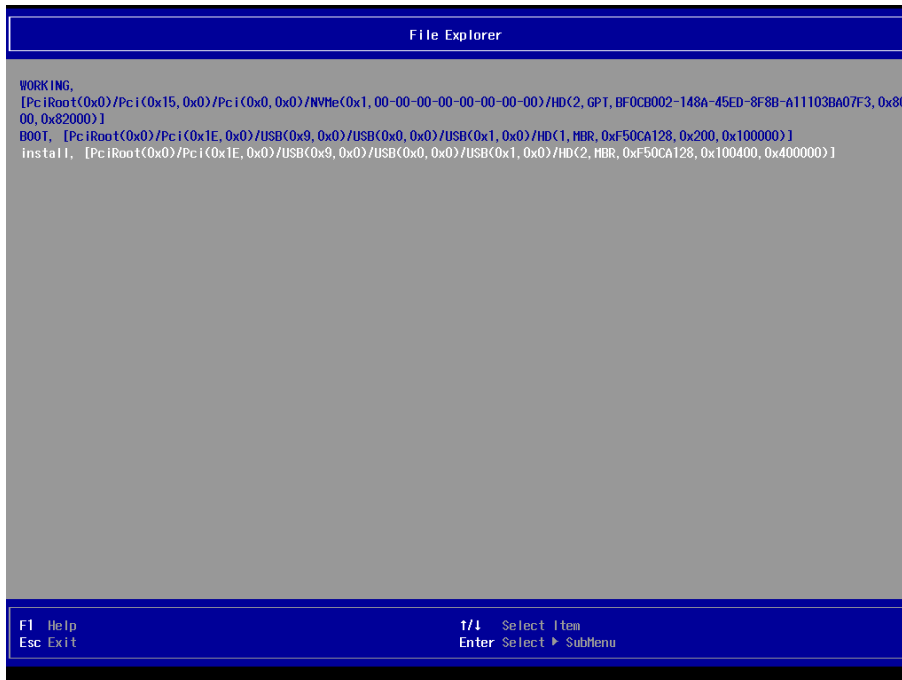 File Explorer
WORKING,
[PciRoot(0x0)/Pci(0x15,0x0)/Pci(0x0,0x0)/NVMe(0x1,00-00-00-00-00-00-00-00)/HD(2,GPT,BF0CB002-148A-45ED-8F8B-A11103BA07F3,0x80
00,0x82000)]
BOOT, [PciRoot(0x0)/Pci(0x1E,0x0)/USB(0x9,0x0)/USB(0x0,0x0)/USB(0x1,0x0)/HD(1,MBR,0xF50CA128,0x200,0x100000)]
install, [PciRoot(0x0)/Pci(0x1E,0x0)/USB(0x9,0x0)/USB(0x0,0x0)/USB(0x1,0x0)/HD(2,MBR,0xF50CA128,0x100400,0x400000)]
F1 Help
↑/↓ Select Item
Esc Exit
Enter Select ▶ SubMenu